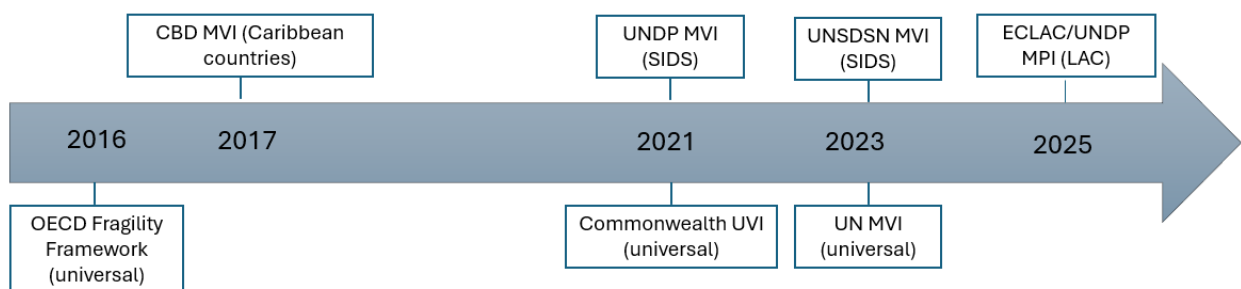 CBD MVI (Caribbean
countries)
UNDP MVI
(SIDS)
UNSDSN MVI
(SIDS)
ECLAC/UNDP
MPI (LAC)
2016
2017
2021
2023
2025
OECD Fragility
Framework
(universal)
Commonwealth UVI
(universal)
UN MVI
(universal)